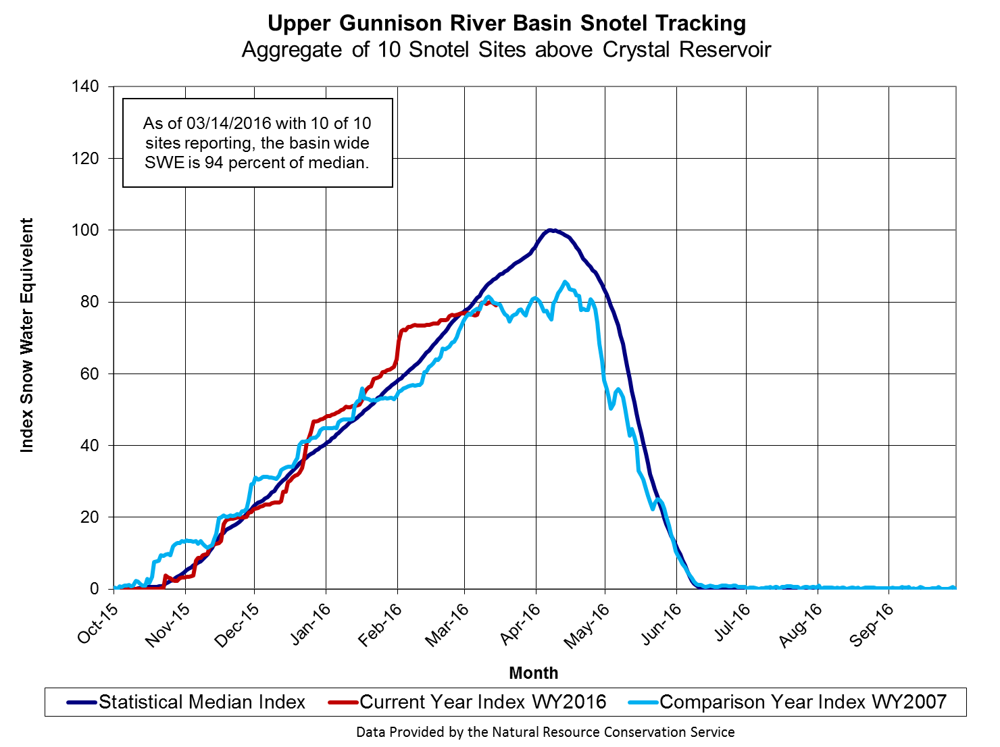 Upper Gunnison River Basin Snotel Tracking
Aggregate of 10 Snotel Sites above Crystal Reservoir
140
As of 03/14/2016 with 10 of 10
sites reporting, the basin wide
SWE is 94 percent of median.
120
100
80
60
40
20
0
Index Snow Water Equivelent
Oct-15
Nov-15
Dec-15
Jan-16
Feb-16
Mar-16
Apr-16
May-16
Jun-16
Jul-16
Aug-16
Sep-16
Month
Statistical Median Index
Current Year Index WY2016
Comparison Year Index WY2007
Data Provided by the Natural Resource Conservation Service